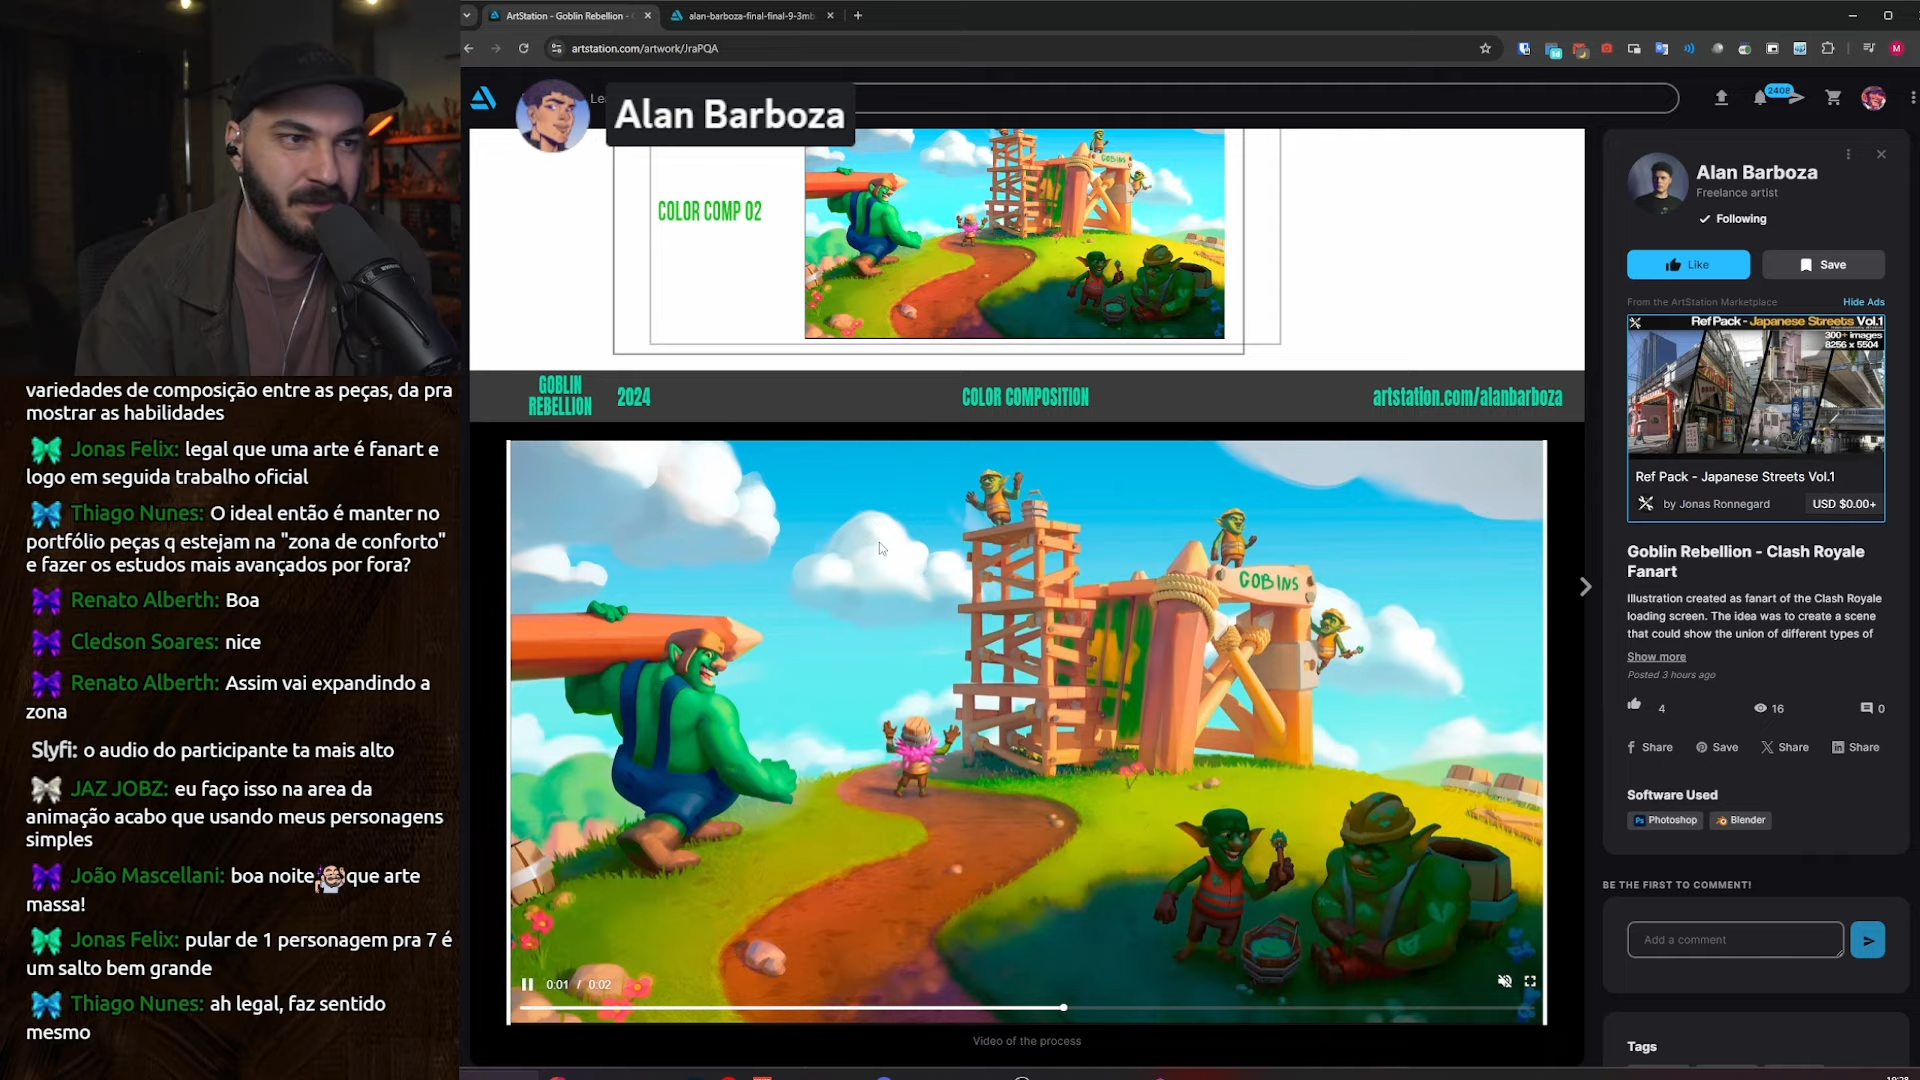 ArtStation - Goblin Rebellion -
alan-barboza-final-final-9-3mb
artstation.com/artwork/JraPQA
Alan Barboza
2408
COLOR COMP 02
GOBINS
GOBLIN
REBELLION
2024
COLOR COMPOSITION
artstation.com/alanbarboza
GOBINS
0:01 / 0:02
Video of the process
Alan Barboza
Freelance artist
Following
Like
Save
From the ArtStation Marketplace
Hide Ads
Ref Pack - Japanese Streets Vol.1
300+ images
8256 x 5504
Ref Pack - Japanese Streets Vol.1
by Jonas Ronnegard
USD $0.00+
Goblin Rebellion - Clash Royale
Fanart
Illustration created as fanart of the Clash Royale
loading screen. The idea was to create a scene
that could show the union of different types of
Show more
Posted 3 hours ago
4
16
0
Share
Save
Share
Share
Software Used
Ps Photoshop
Blender
BE THE FIRST TO COMMENT!
Add a comment
Tags
variedades de composição entre as peças, da pra
mostrar as habilidades
Jonas Felix: legal que uma arte é fanart e
logo em seguida trabalho oficial
Thiago Nunes: O ideal então é manter no
portfólio peças q estejam na "zona de conforto"
e fazer os estudos mais avançados por fora?
Renato Alberth: Boa
Cledson Soares: nice
Renato Alberth: Assim vai expandindo a
zona
Slyfi: o audio do participante ta mais alto
JAZ JOBZ: eu faço isso na area da
animação acabo que usando meus personagens
simples
João Mascellani: boa noite que arte
massa!
Jonas Felix: pular de 1 personagem pra 7 é
um salto bem grande
Thiago Nunes: ah legal, faz sentido
mesmo